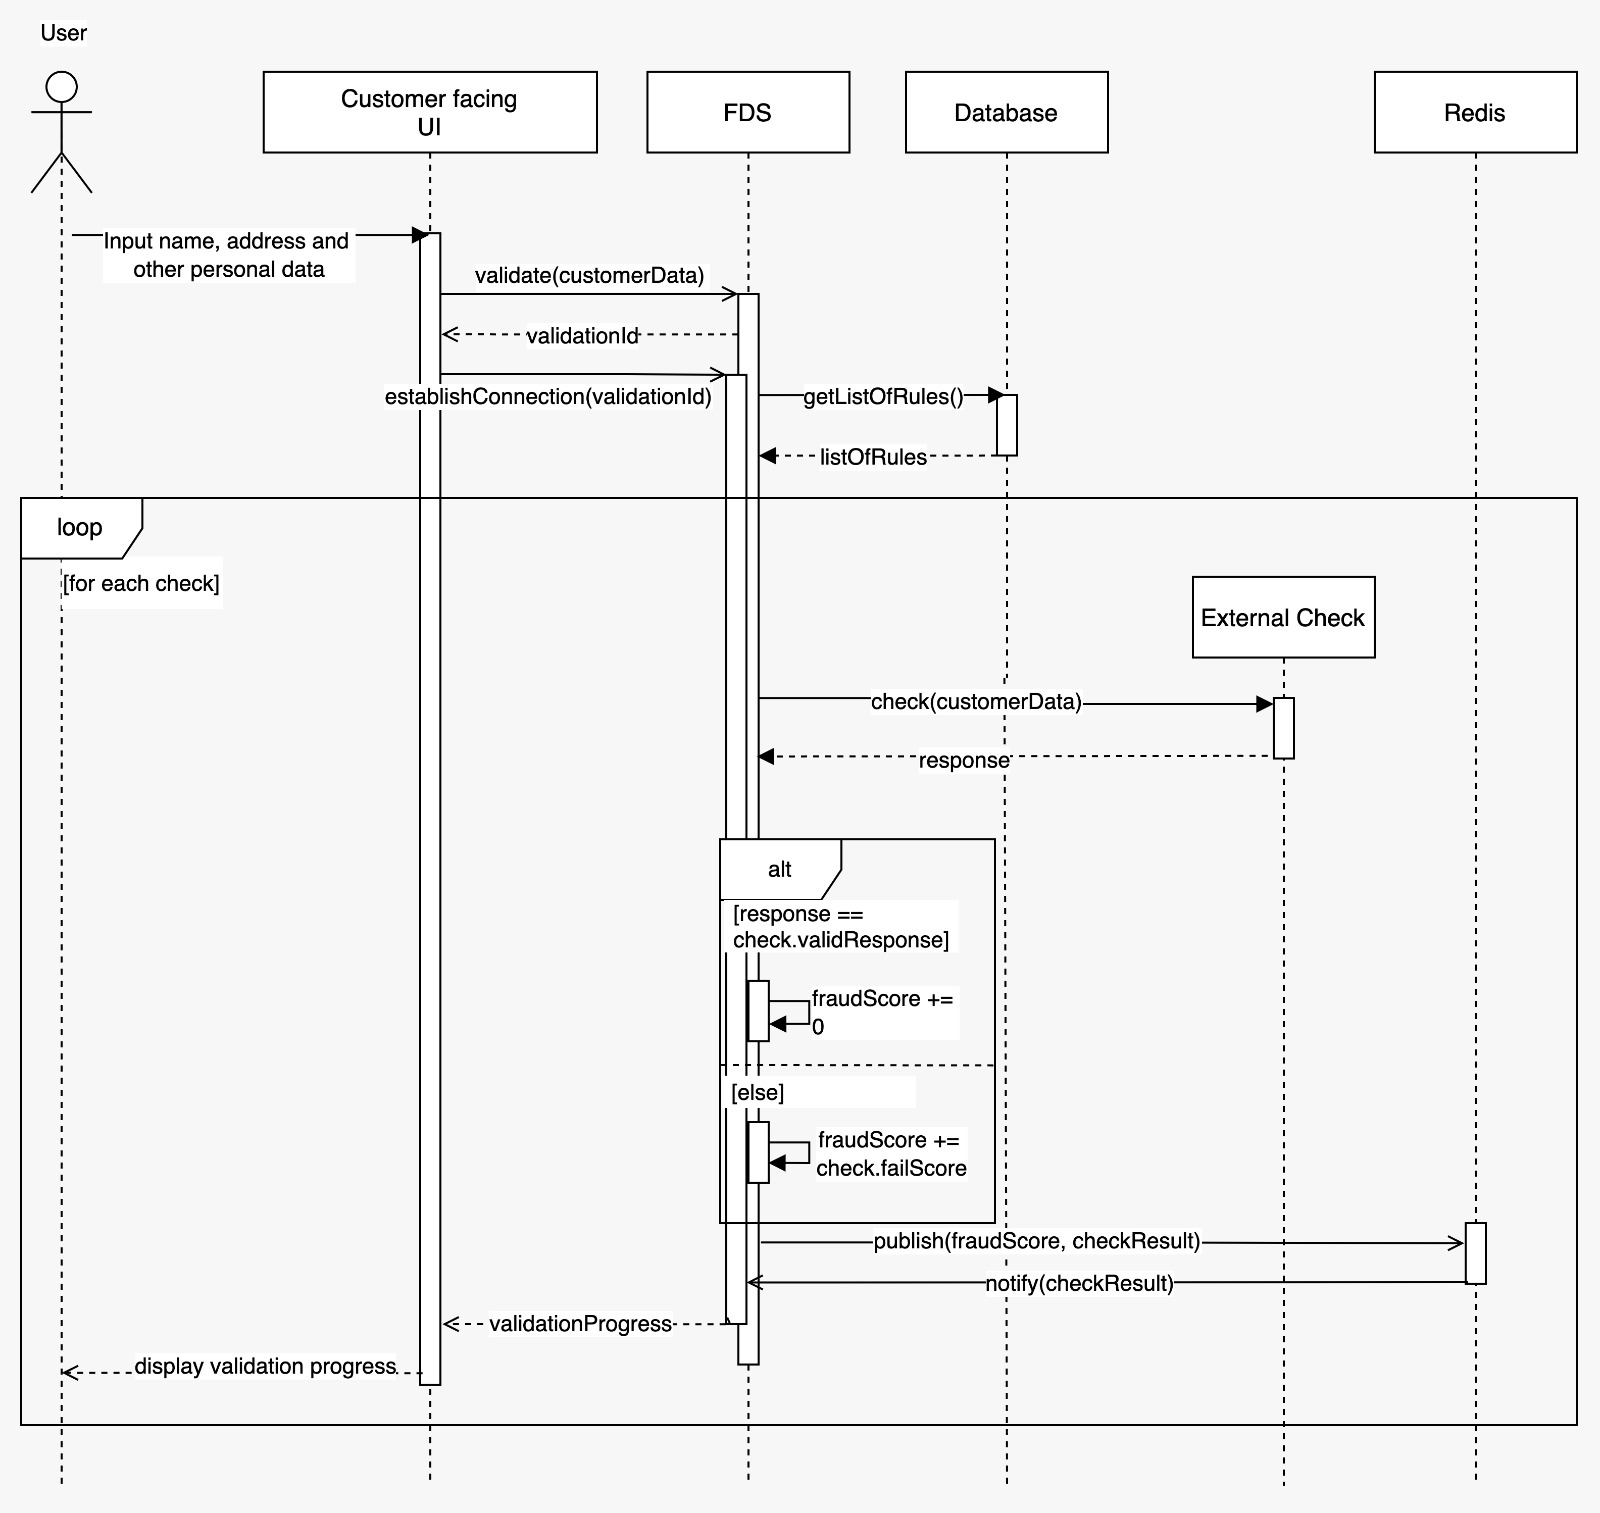 User
Customer facing
UI
FDS
Database
Redis
Input name, address and
other personal data
validate(customerData)
validationId
establishConnection(validationId)
getListOfRules()
listOfRules
loop
[for each check]
External Check
check(customerData)
response
alt
[response ==
check.validResponse]
fraudScore +=
0
[else]
fraudScore +=
check.failScore
publish(fraudScore, checkResult)
notify(checkResult)
validationProgress
display validation progress